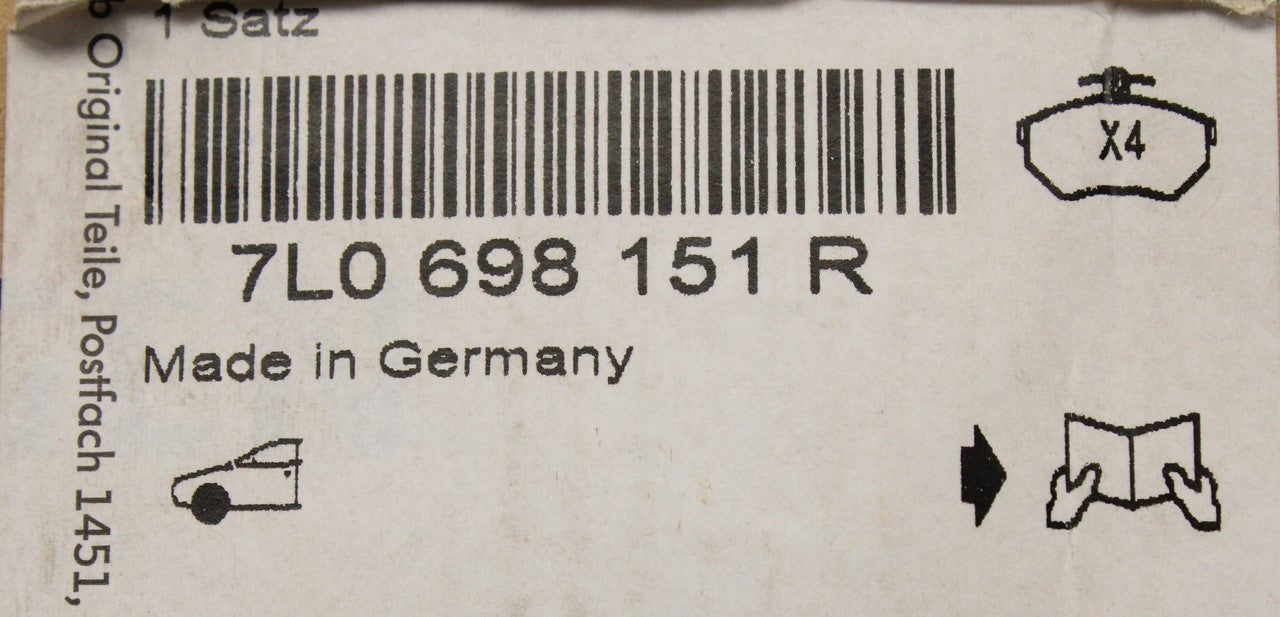 1 Satz
7L0 698 151 R
Made in Germany
X4
Original Teile, Postfach 1451,